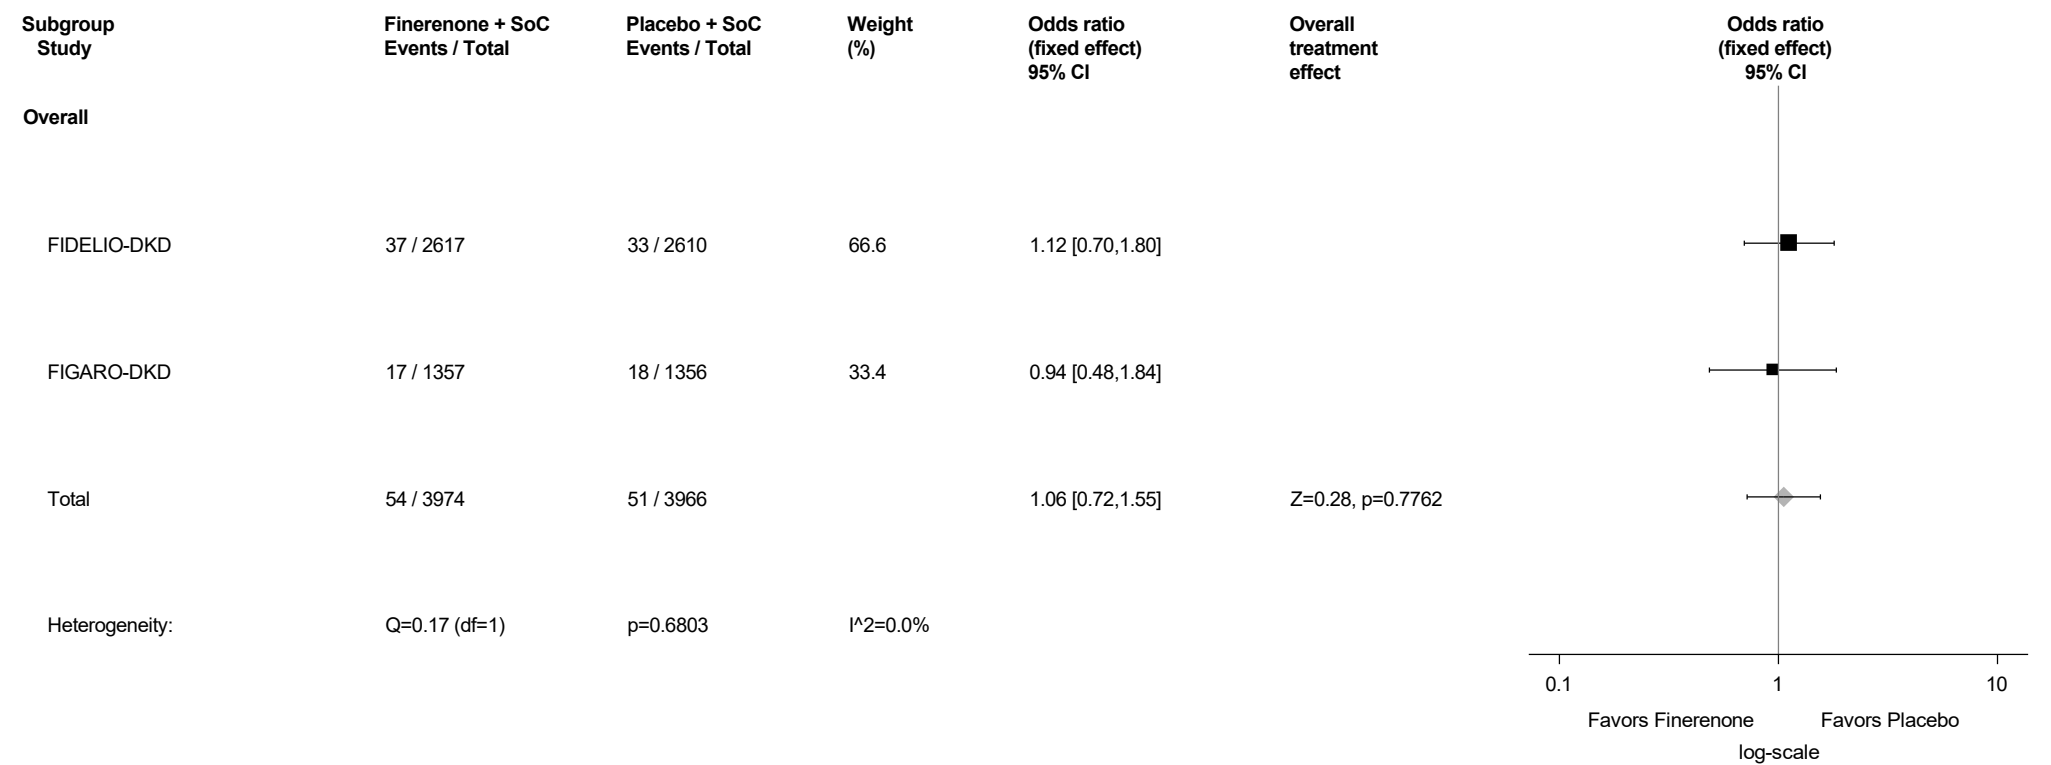 Subgroup Finerenone + SoC Placebo + SoC Weight Odds ratio Overall Odds ratio
Study Events / Total Events / Total (%) (fixed effect) treatment (fixed effect)
95% CI effect 95% CI
Overall
FIDELIO-DKD 37 / 2617 33 / 2610 66.6 1.12 [0.70,1.80]
FIGARO-DKD 17 / 1357 18 / 1356 33.4 0.94 [0.48,1.84]
Total 54 / 3974 51 / 3966 1.06 [0.72,1.55] Z=0.28, p=0.7762
Heterogeneity: Q=0.17 (df=1) p=0.6803 I^2=0.0%
0.1 1 10
Favors Finerenone Favors Placebo
log-scale